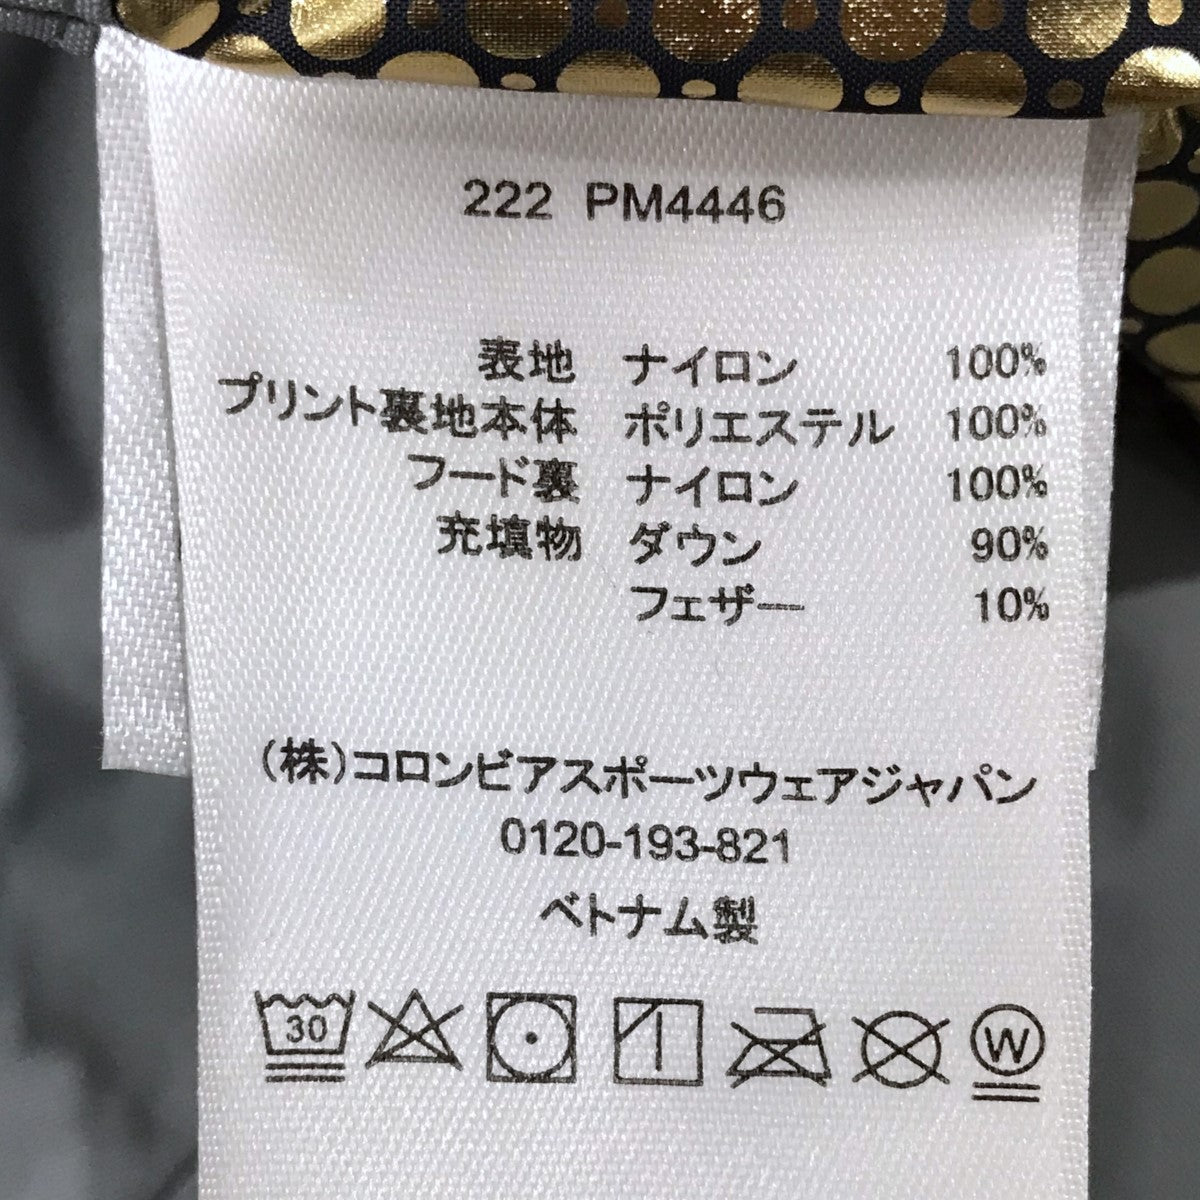 222 PM4446
表地 ナイロン 100%
プリント裏地本体 ポリエステル 100%
フード裏 ナイロン 100%
充填物 ダウン 90%
フェザー 10%
(株)コロンビアスポーツウェアジャパン
0120-193-821
ベトナム製
30 W